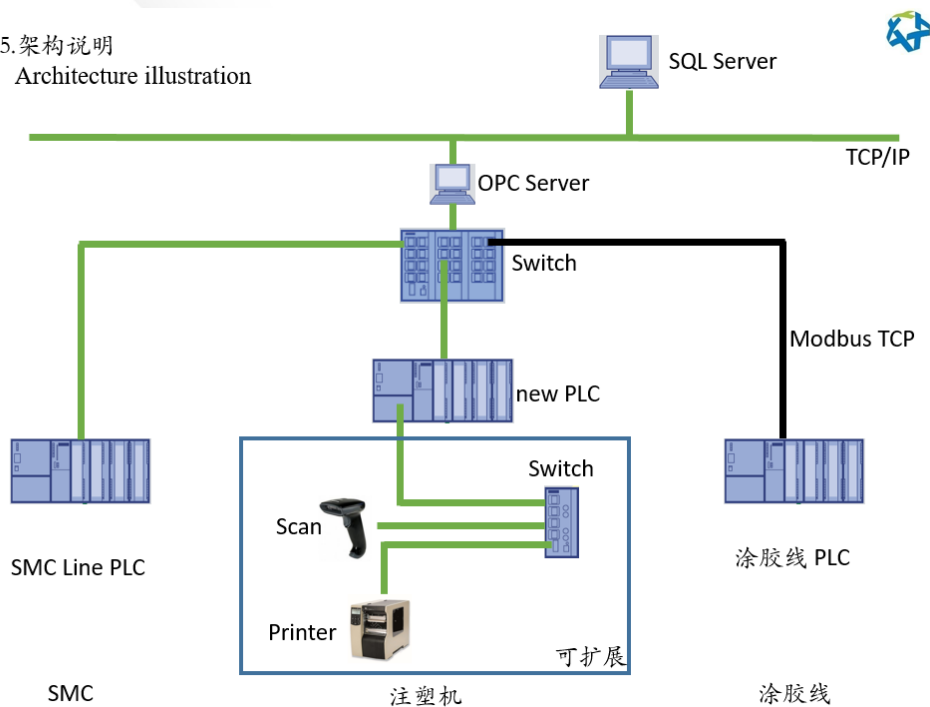 5.架构说明
Architecture illustration
SQL Server
TCP/IP
OPC Server
Switch
Modbus TCP
new PLC
Switch
Scan
涂胶线 PLC
SMC Line PLC
Printer
可扩展
SMC
注塑机
涂胶线